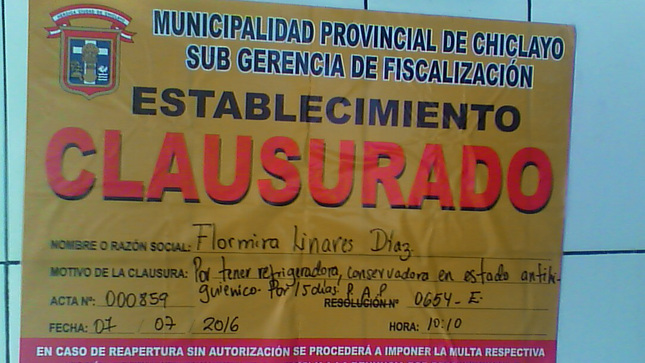 MUNICIPALIDAD PROVINCIAL DE CHICLAYO
SUB GERENCIA DE FISCALIZACIÓN
ESTABLECIMIENTO
CLAUSURADO
NOMBRE O RAZÓN SOCIAL: Flormira Linares Díaz.
MOTIVO DE LA CLAUSURA: Por tener refrigeradora, conservadora en estado antihi-
guienico. Por 15 días. R.A.P
ACTA Nº: 000859 RESOLUCIÓN Nº 0654-E.
FECHA: 07 / 07 / 2016 HORA: 10:10
EN CASO DE REAPERTURA SIN AUTORIZACIÓN SE PROCEDERÁ A IMPONER LA MULTA RESPECTIVA